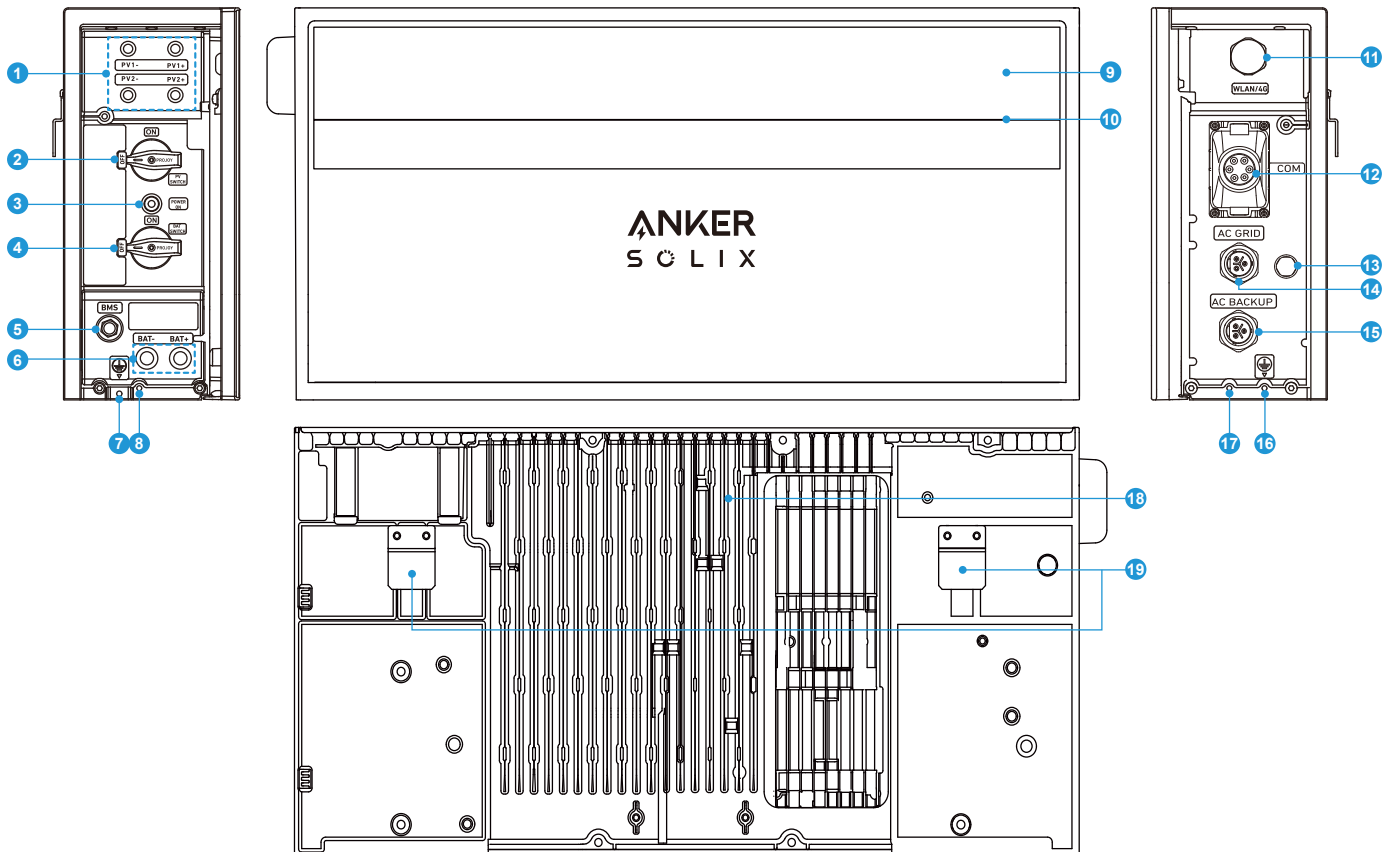 1
PV1- PV1+
PV2- PV2+
2
ON
OFF
PROJOY
PV
SWITCH
3
POWER
ON
4
ON
BAT
SWITCH
OFF
PROJOY
5
BMS
6
BAT- BAT+
7
8
9
10
ANKER
SOLIX
11
WLAN/4G
12
COM
AC GRID
13
14
AC BACKUP
15
17
16
18
19